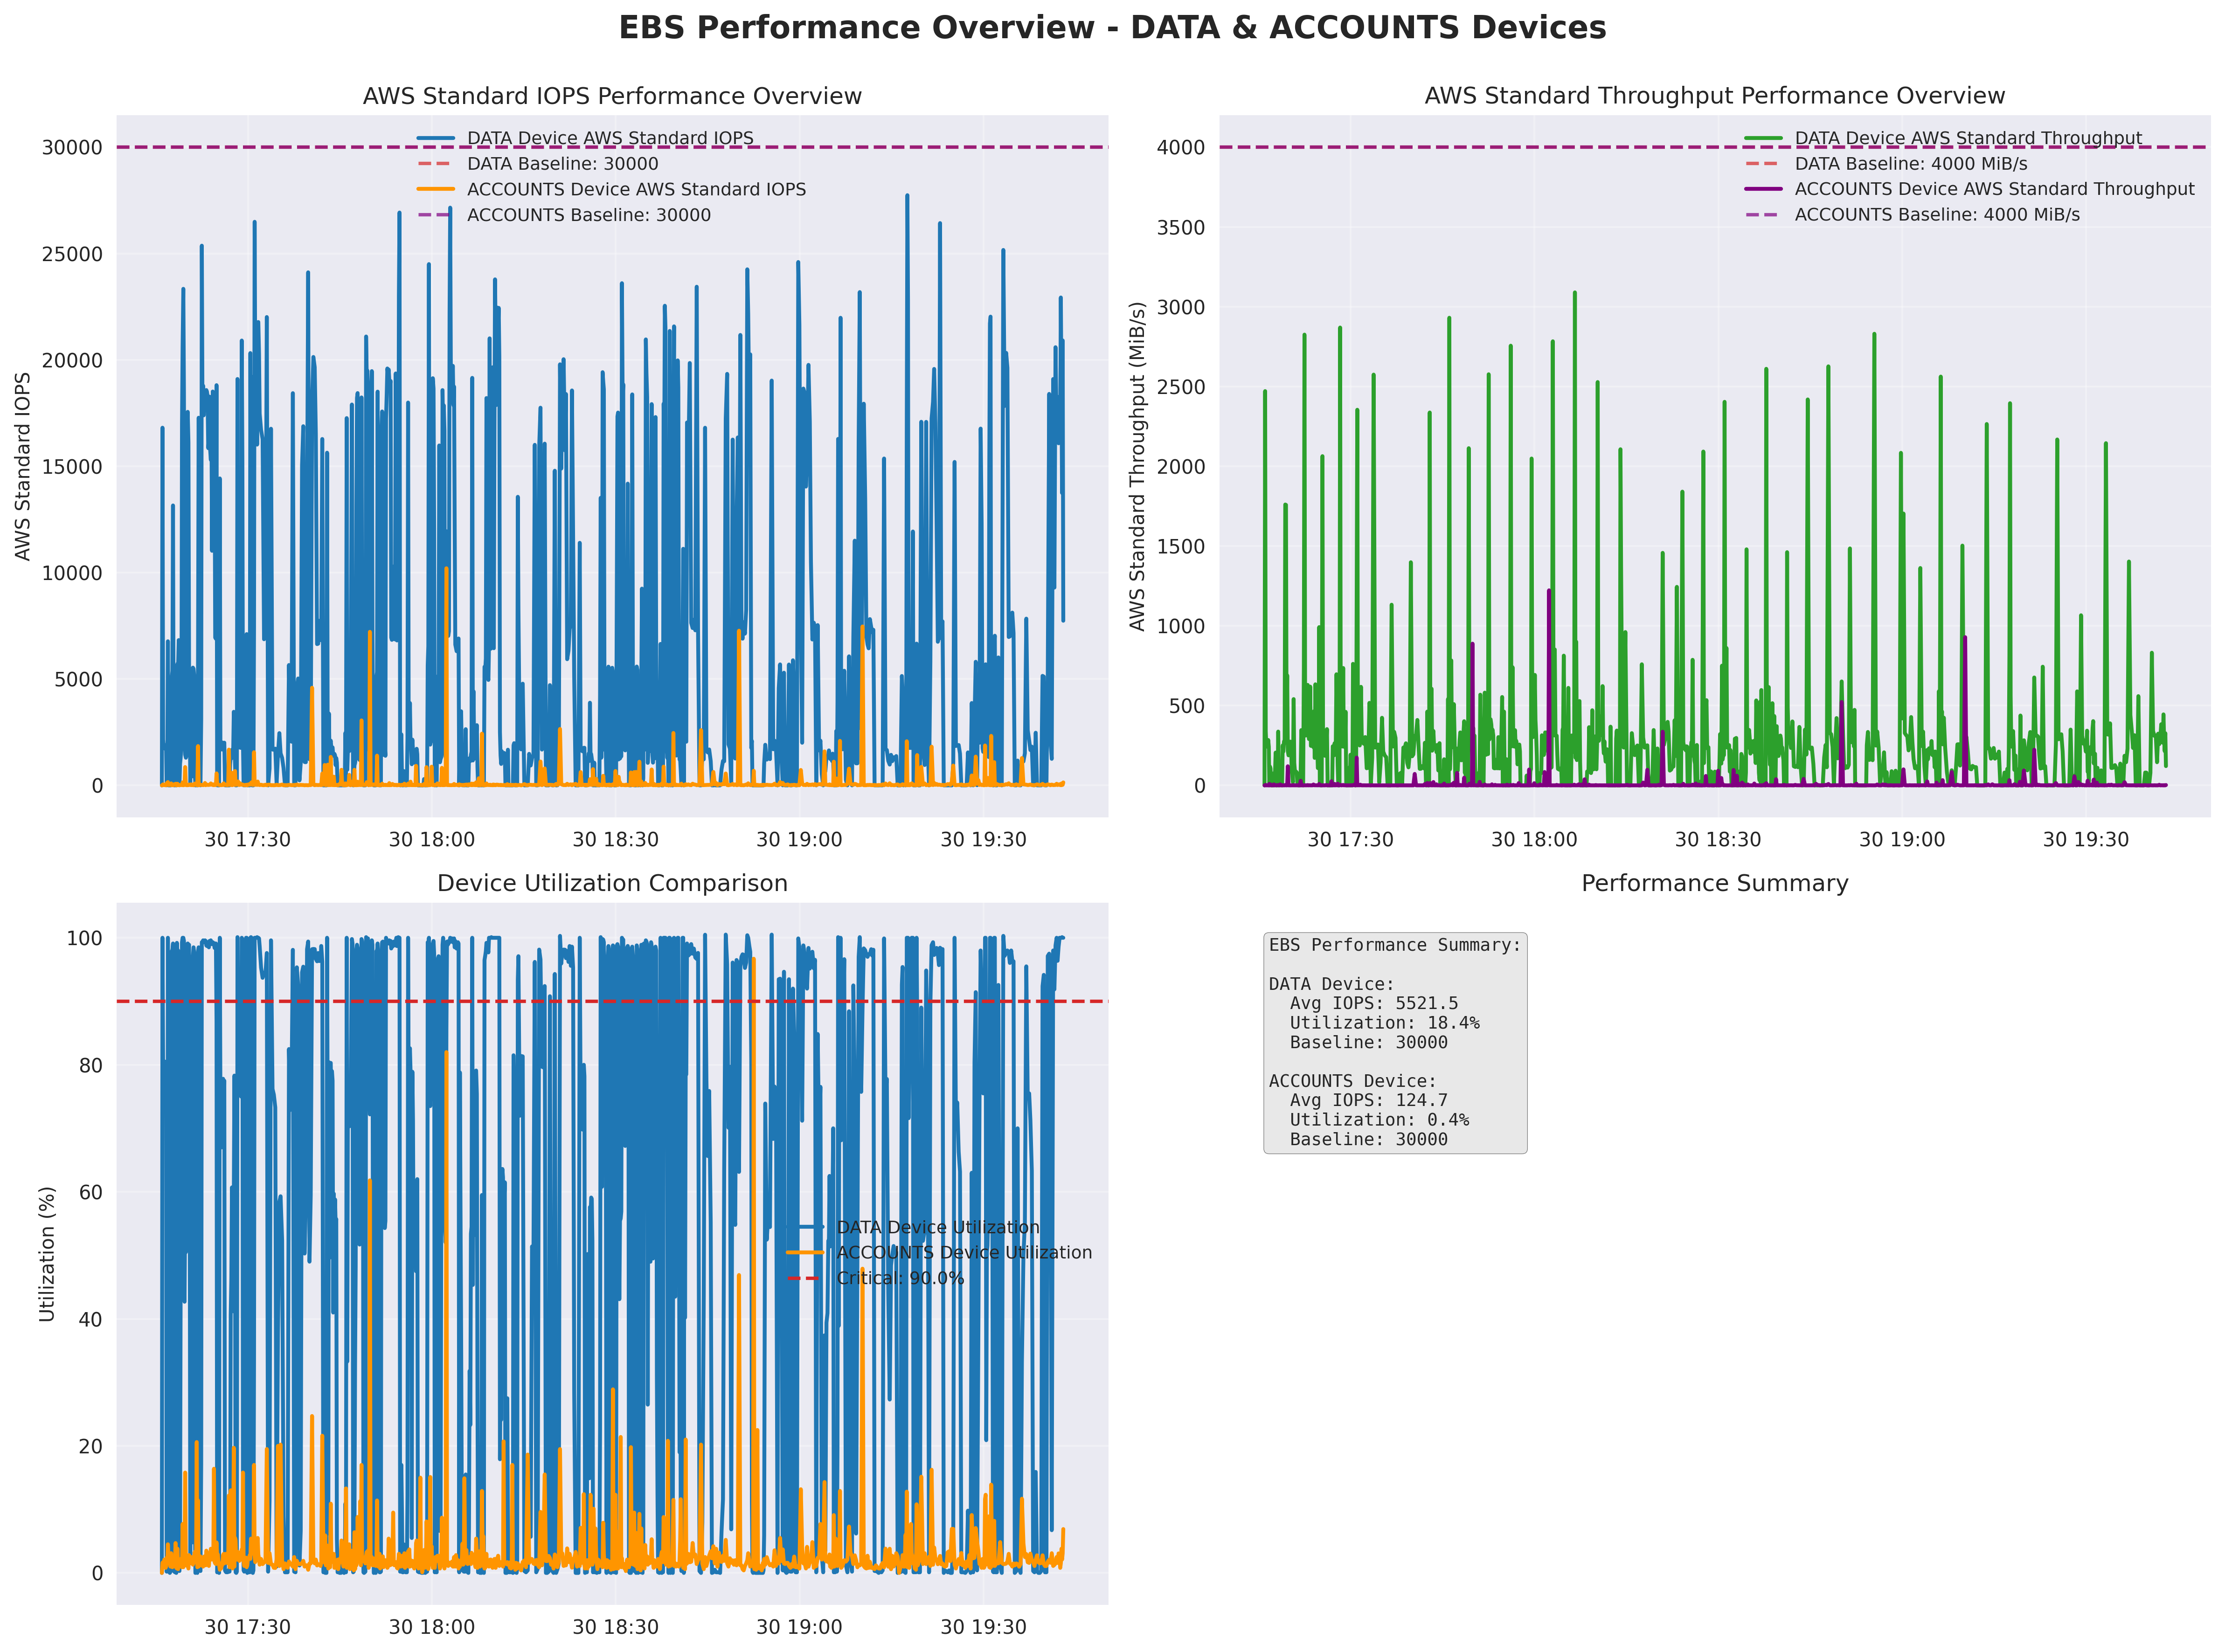 EBS Performance Overview - DATA & ACCOUNTS Devices
AWS Standard IOPS Performance Overview
AWS Standard IOPS
30000
25000
20000
15000
10000
5000
0
DATA Device AWS Standard IOPS
DATA Baseline: 30000
ACCOUNTS Device AWS Standard IOPS
ACCOUNTS Baseline: 30000
30 17:30
30 18:00
30 18:30
30 19:00
30 19:30
AWS Standard Throughput Performance Overview
AWS Standard Throughput (MiB/s)
4000
3500
3000
2500
2000
1500
1000
500
0
DATA Device AWS Standard Throughput
DATA Baseline: 4000 MiB/s
ACCOUNTS Device AWS Standard Throughput
ACCOUNTS Baseline: 4000 MiB/s
30 17:30
30 18:00
30 18:30
30 19:00
30 19:30
Device Utilization Comparison
Utilization (%)
100
80
60
40
20
0
DATA Device Utilization
ACCOUNTS Device Utilization
Critical: 90.0%
30 17:30
30 18:00
30 18:30
30 19:00
30 19:30
Performance Summary
EBS Performance Summary:
DATA Device:
Avg IOPS: 5521.5
Utilization: 18.4%
Baseline: 30000
ACCOUNTS Device:
Avg IOPS: 124.7
Utilization: 0.4%
Baseline: 30000